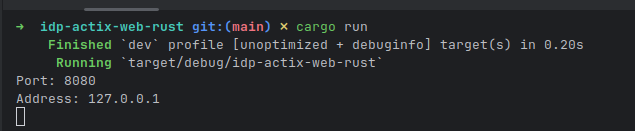 ➜  idp-actix-web-rust git:(main) ✗ cargo run
    Finished `dev` profile [unoptimized + debuginfo] target(s) in 0.20s
     Running `target/debug/idp-actix-web-rust`
Port: 8080
Address: 127.0.0.1